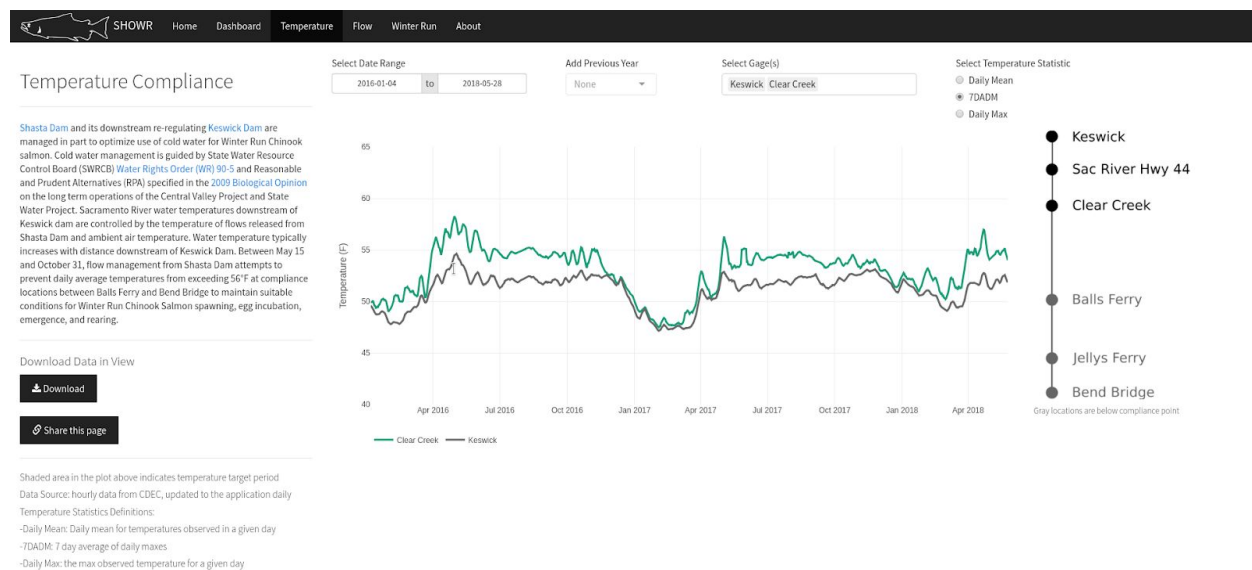 SHOWR Home Dashboard Temperature Flow Winter Run About
Temperature Compliance
Shasta Dam and its downstream re-regulating Keswick Dam are
managed in part to optimize use of cold water for Winter Run Chinook
salmon. Cold water management is guided by State Water Resource
Control Board (SWRCB) Water Rights Order (WR) 90-5 and Reasonable
and Prudent Alternatives (RPA) specified in the 2009 Biological Opinion
on the long term operations of the Central Valley Project and State
Water Project. Sacramento River water temperatures downstream of
Keswick dam are controlled by the temperature of flows released from
Shasta Dam and ambient air temperature. Water temperature typically
increases with distance downstream of Keswick Dam. Between May 15
and October 31, flow management from Shasta Dam attempts to
prevent daily average temperatures from exceeding 56°F at compliance
locations between Balls Ferry and Bend Bridge to maintain suitable
conditions for Winter Run Chinook Salmon spawning, egg incubation,
emergence, and rearing.
Download Data in View
Download
Share this page
Shaded area in the plot above indicates temperature target period
Data Source: hourly data from CDEC, updated to the application daily
Temperature Statistics Definitions:
-Daily Mean: Daily mean for temperatures observed in a given day
-7DADM: 7 day average of daily maxes
-Daily Max: the max observed temperature for a given day
Select Date Range
2016-01-04 to 2018-05-28
Add Previous Year
None
Select Gage(s)
Keswick Clear Creek
Select Temperature Statistic
Daily Mean
7DADM
Daily Max
Temperature (F)
65
60
55
50
45
40
Apr 2016 Jul 2016 Oct 2016 Jan 2017 Apr 2017 Jul 2017 Oct 2017 Jan 2018 Apr 2018
Clear Creek Keswick
Keswick
Sac River Hwy 44
Clear Creek
Balls Ferry
Jellys Ferry
Bend Bridge
Gray locations are below compliance point